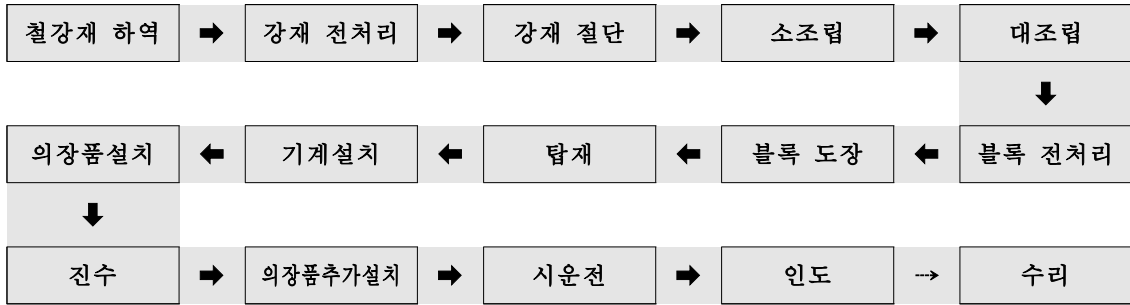 철강재 하역 ➡ 강재 전처리 ➡ 강재 절단 ➡ 소조립 ➡ 대조립
⬇
의장품설치 ⬅ 기계설치 ⬅ 탑재 ⬅ 블록 도장 ⬅ 블록 전처리
⬇
진수 ➡ 의장품추가설치 ➡ 시운전 ➡ 인도 ⇢ 수리